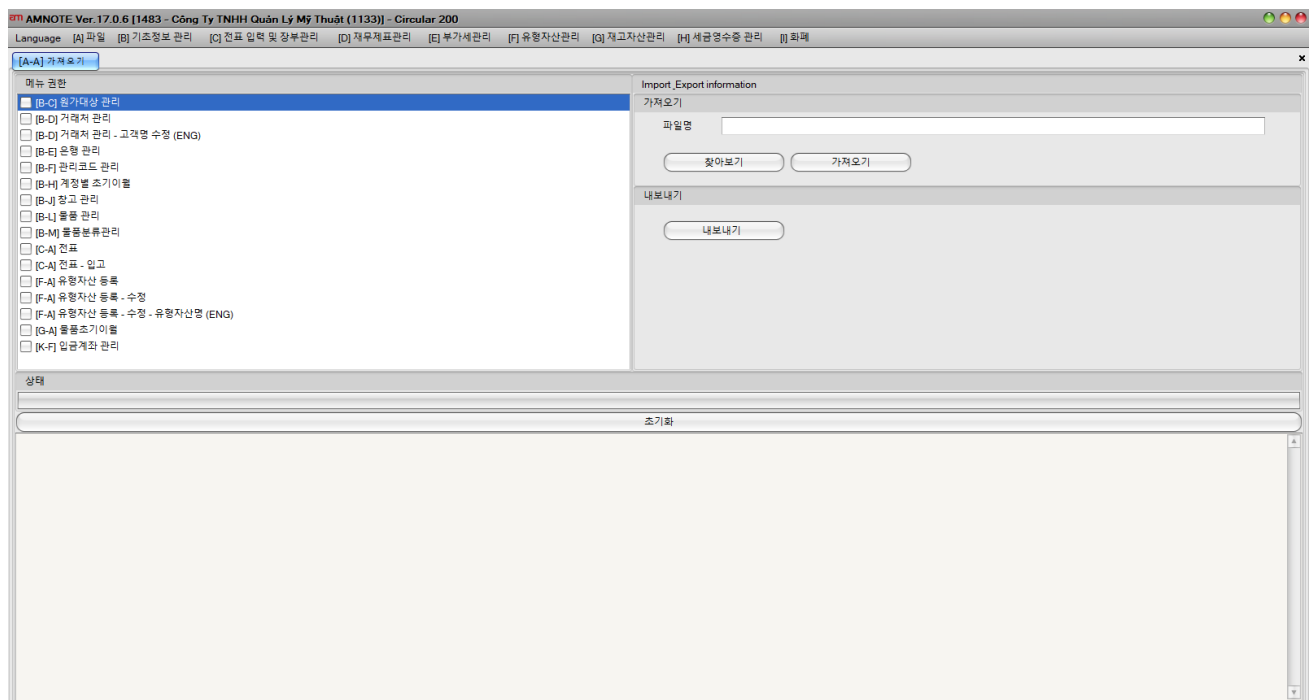 am AMNOTE Ver.17.0.6 [1483 - Công Ty TNHH Quản Lý Mỹ Thuật (1133)] - Circular 200
Language [A] 파일 [B] 기초정보 관리 [C] 전표 입력 및 장부관리 [D] 재무제표관리 [E] 부가세관리 [F] 유형자산관리 [G] 재고자산관리 [H] 세금영수증 관리 [I] 화폐
[A-A] 가져오기
메뉴 권한
[B-C] 원가대상 관리
[B-D] 거래처 관리
[B-D] 거래처 관리 - 고객명 수정 (ENG)
[B-E] 은행 관리
[B-F] 관리코드 관리
[B-H] 계정별 초기이월
[B-J] 창고 관리
[B-L] 물품 관리
[B-M] 물품분류관리
[C-A] 전표
[C-A] 전표 - 입고
[F-A] 유형자산 등록
[F-A] 유형자산 등록 - 수정
[F-A] 유형자산 등록 - 수정 - 유형자산명 (ENG)
[G-A] 물품초기이월
[K-F] 입금계좌 관리
Import ,Export information
가져오기
파일명
찾아보기 가져오기
내보내기
내보내기
상태
초기화